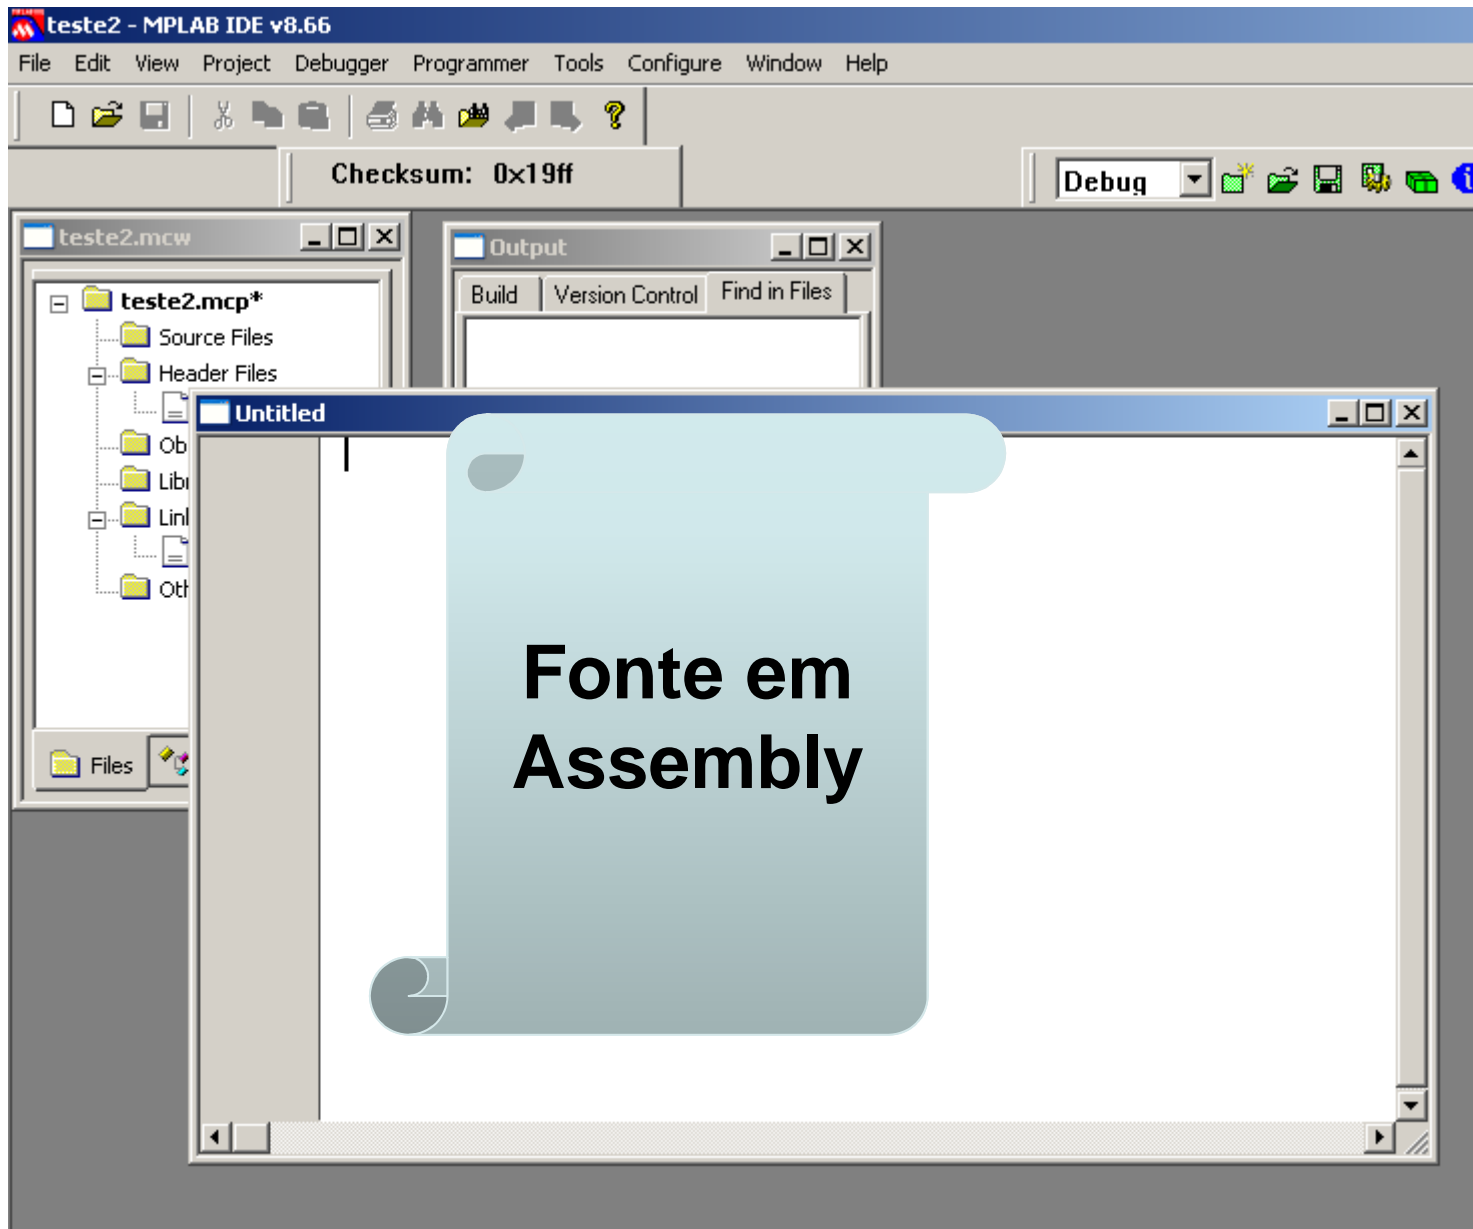 teste2 - MPLAB IDE v8.66
File Edit View Project Debugger Programmer Tools Configure Window Help
Checksum: 0x19ff
Debug
teste2.mcw
Output
Build Version Control Find in Files
teste2.mcp*
Source Files
Header Files
Untitled
Fonte em
Assembly
Files